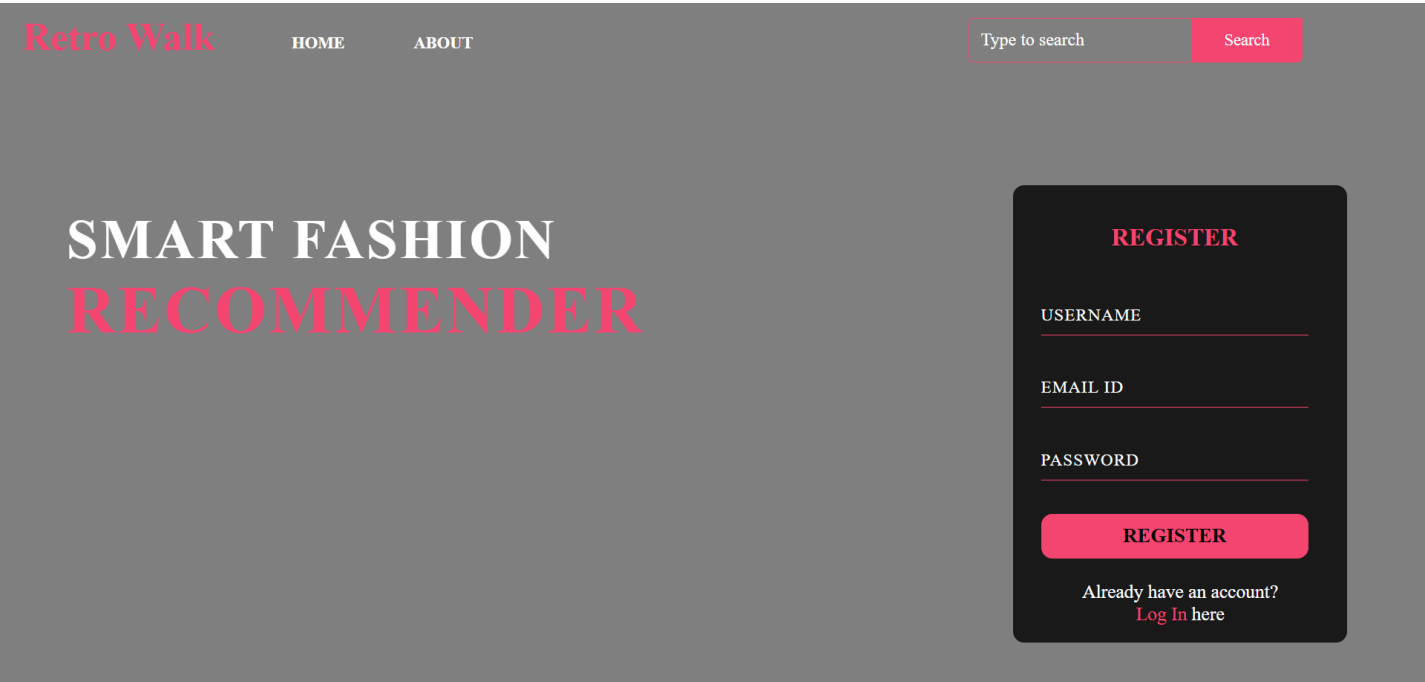 Retro Walk
HOME
ABOUT
Type to search
Search
SMART FASHION
RECOMMENDER
REGISTER
USERNAME
EMAIL ID
PASSWORD
REGISTER
Already have an account?
Log In here